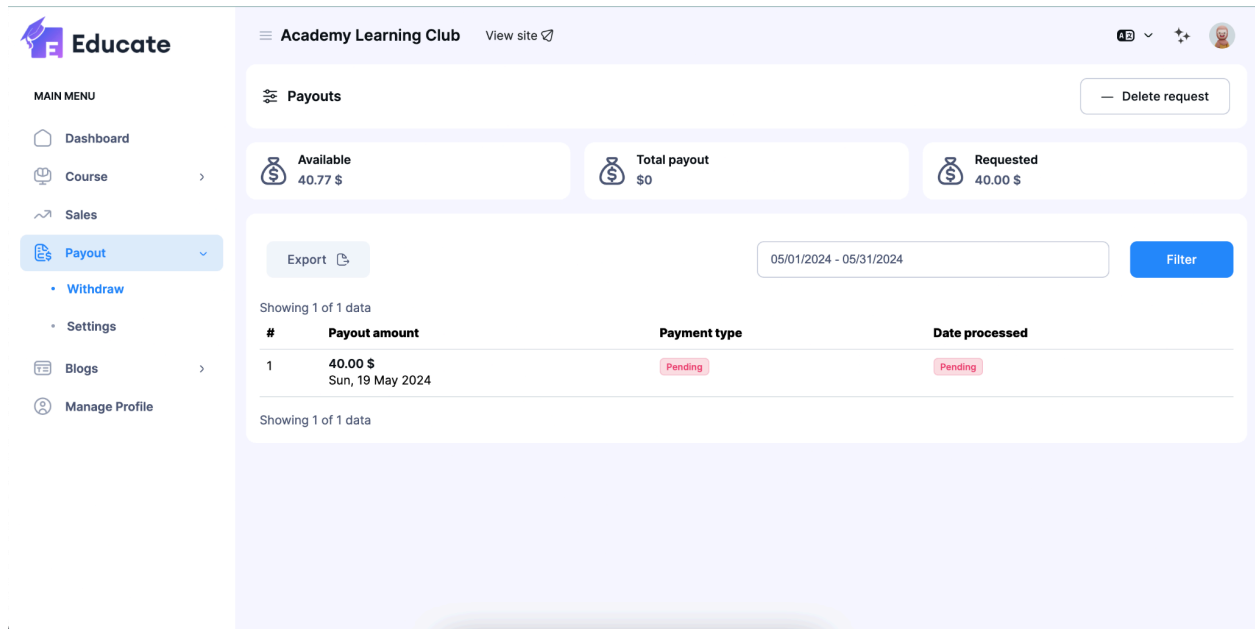 Educate
Academy Learning Club
View site
MAIN MENU
Dashboard
Course
Sales
Payout
Withdraw
Settings
Blogs
Manage Profile
Payouts
— Delete request
Available
40.77 $
Total payout
$0
Requested
40.00 $
Export
05/01/2024 - 05/31/2024
Filter
Showing 1 of 1 data
# Payout amount Payment type Date processed
1 40.00 $ Pending Pending
Sun, 19 May 2024
Showing 1 of 1 data